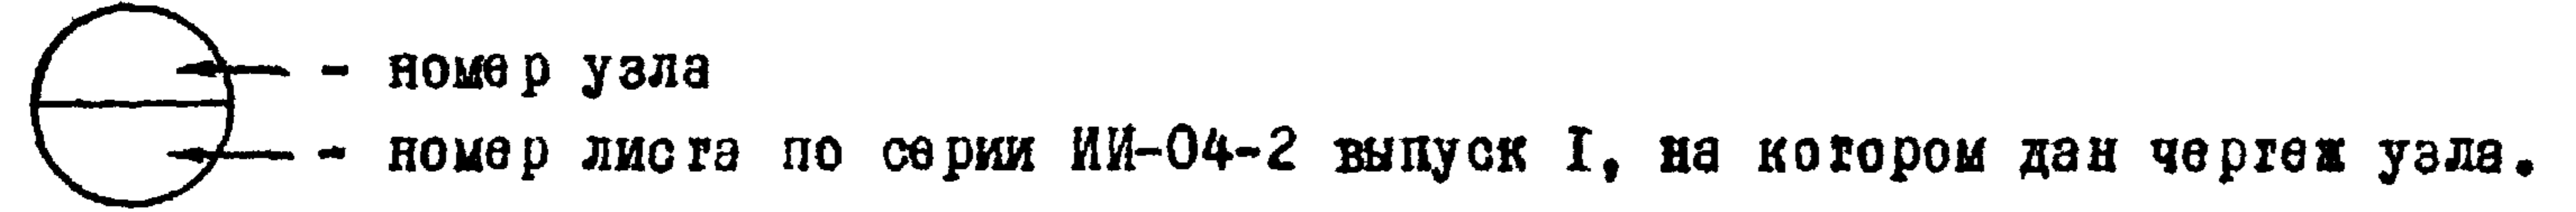 - номер узла
- номер листа по серии ИИ-04-2 выпуск I, на котором дан чертеж узла.